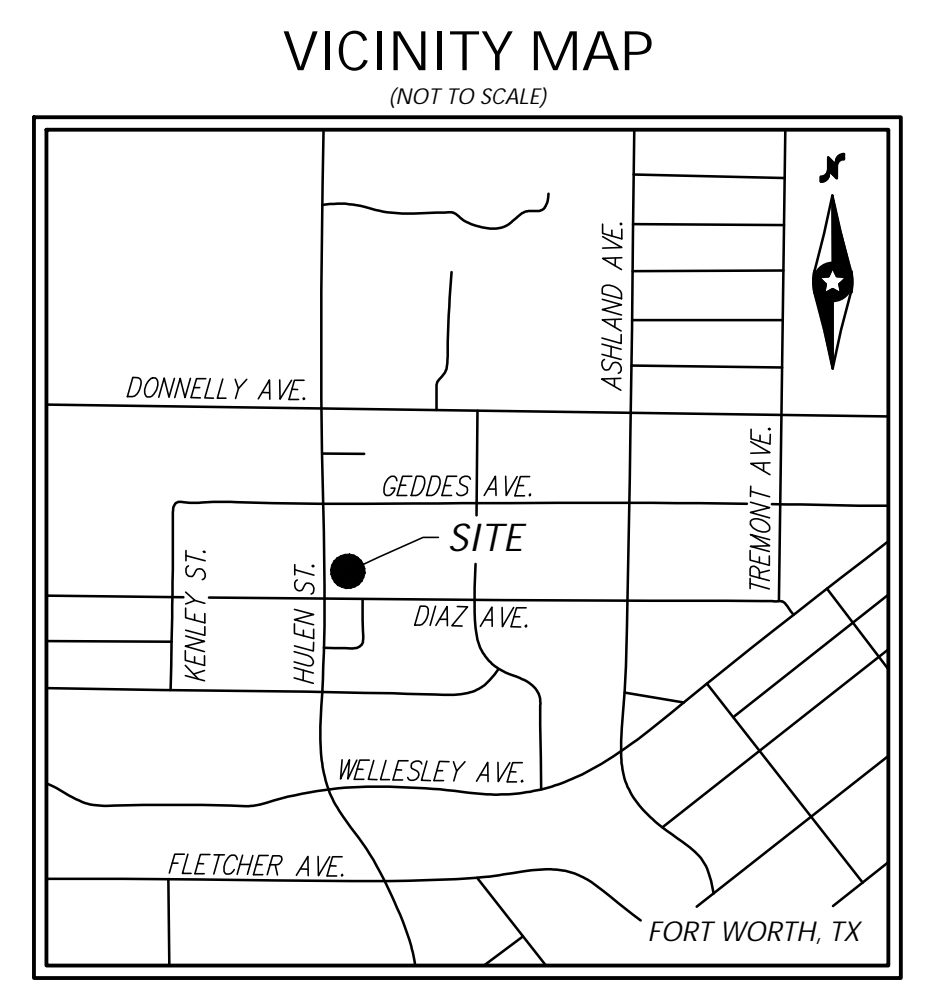 VICINITY MAP
(NOT TO SCALE)
N
ASHLAND AVE.
DONNELLY AVE.
TREMONT AVE.
GEDDES AVE.
SITE
KENLEY ST.
HULEN ST.
DIAZ AVE.
WELLESLEY AVE.
FLETCHER AVE.
FORT WORTH, TX